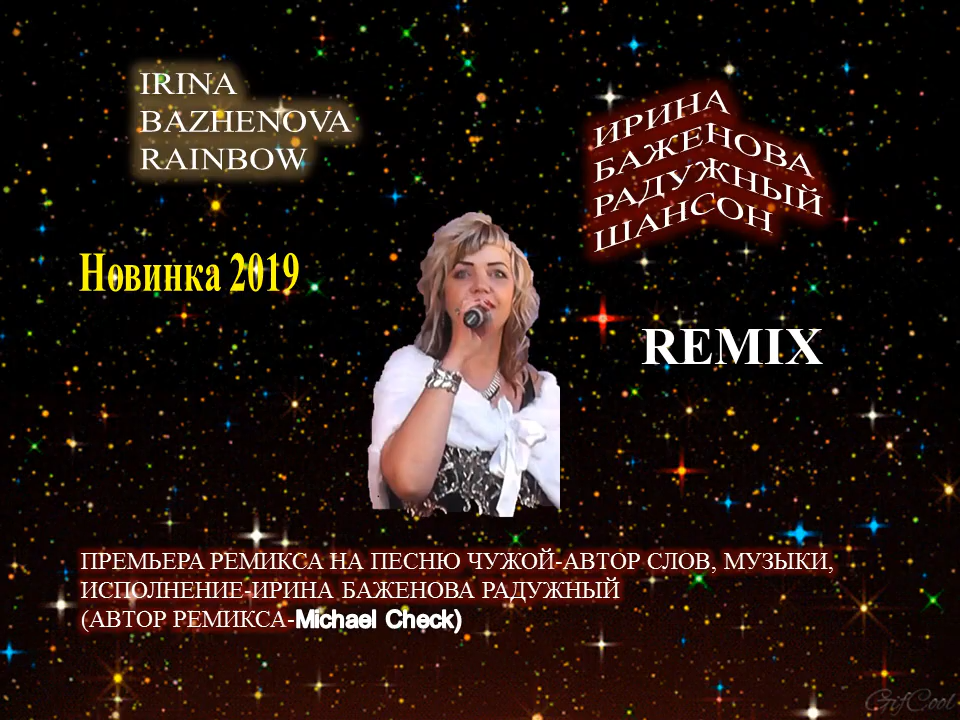 IRINA
BAZHENOVA
RAINBOW
ИРИНА
БАЖЕНОВА
РАДУЖНЫЙ
ШАНСОН
Новинка 2019
REMIX
ПРЕМЬЕРА РЕМИКСА НА ПЕСНЮ ЧУЖОЙ-АВТОР СЛОВ, МУЗЫКИ,
ИСПОЛНЕНИЕ-ИРИНА БАЖЕНОВА РАДУЖНЫЙ
(АВТОР РЕМИКСА-Michael Check)
GifCool